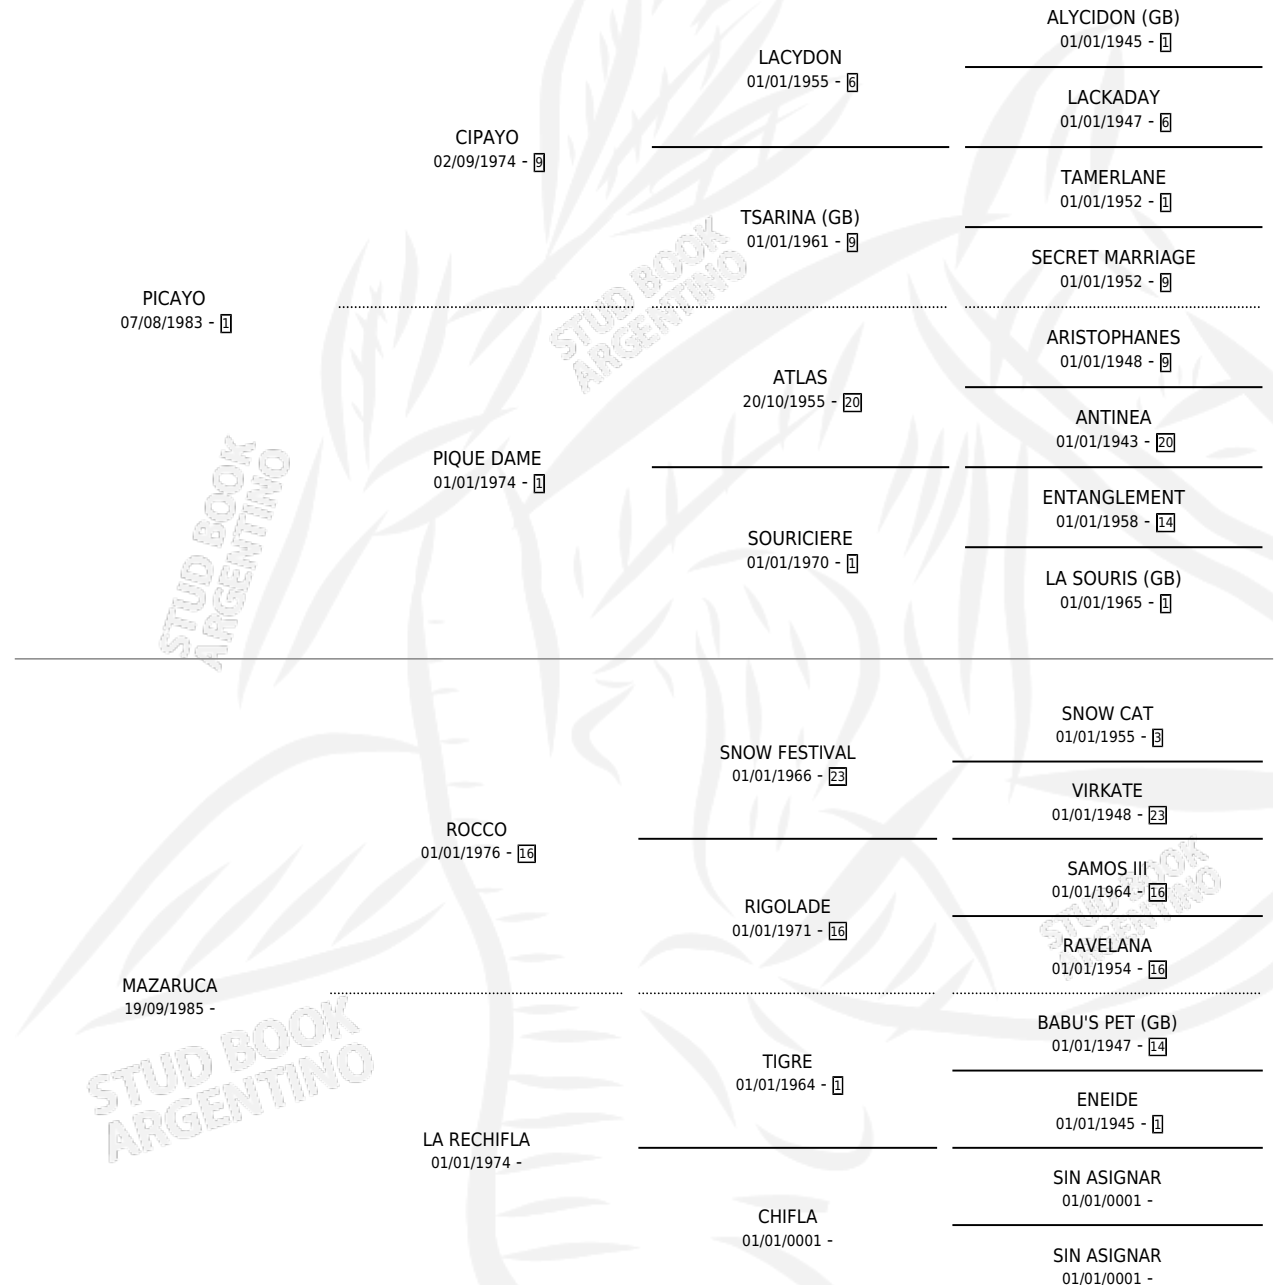 ALYCIDON (GB)
01/01/1945 - 1
LACYDON
01/01/1955 - 6
LACKADAY
01/01/1947 - 6
CIPAYO
02/09/1974 - 9
TAMERLANE
01/01/1952 - 1
TSARINA (GB)
01/01/1961 - 9
SECRET MARRIAGE
01/01/1952 - 9
PICAYO
07/08/1983 - 1
ARISTOPHANES
01/01/1948 - 9
ATLAS
20/10/1955 - 20
ANTINEA
01/01/1943 - 20
PIQUE DAME
01/01/1974 - 1
ENTANGLEMENT
01/01/1958 - 14
SOURICIERE
01/01/1970 - 1
LA SOURIS (GB)
01/01/1965 - 1
STUD BOOK
ARGENTINO
STUD BOOK
ARGENTINO
SNOW CAT
01/01/1955 - 3
SNOW FESTIVAL
01/01/1966 - 23
VIRKATE
01/01/1948 - 23
ROCCO
01/01/1976 - 16
SAMOS III
01/01/1964 - 16
RIGOLADE
01/01/1971 - 16
RAVELANA
01/01/1954 - 16
MAZARUCA
19/09/1985 -
BABU'S PET (GB)
01/01/1947 - 14
TIGRE
01/01/1964 - 1
ENEIDE
01/01/1945 - 1
LA RECHIFLA
01/01/1974 -
SIN ASIGNAR
01/01/0001 -
CHIFLA
01/01/0001 -
SIN ASIGNAR
01/01/0001 -
STUD BOOK
ARGENTINO
STUD BOOK
ARGENTINO